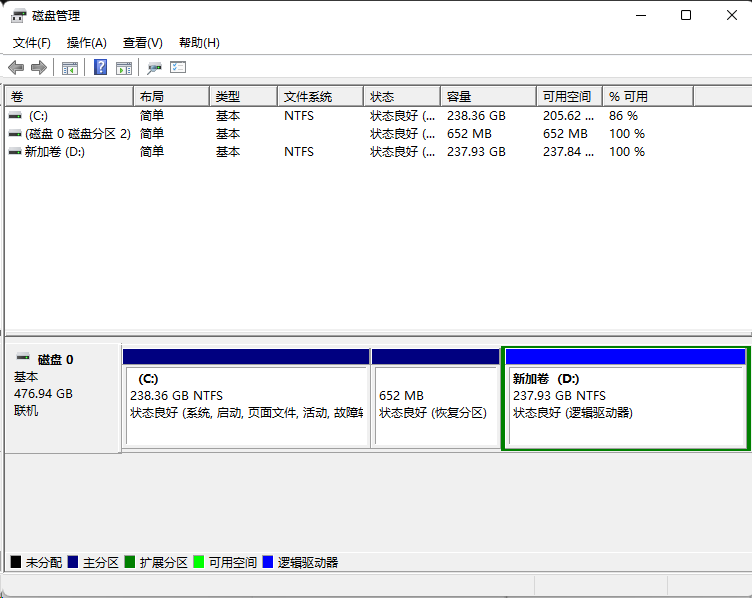 磁盘管理
文件(F) 操作(A) 查看(V) 帮助(H)
卷 布局 类型 文件系统 状态 容量 可用空间 % 可用
(C:) 简单 基本 NTFS 状态良好 (... 238.36 GB 205.62 ... 86 %
(磁盘 0 磁盘分区 2) 简单 基本 状态良好 (... 652 MB 652 MB 100 %
新加卷 (D:) 简单 基本 NTFS 状态良好 (... 237.93 GB 237.84 ... 100 %
磁盘 0
基本
476.94 GB
联机
(C:)
238.36 GB NTFS
状态良好 (系统, 启动, 页面文件, 活动, 故障转
652 MB
状态良好 (恢复分区)
新加卷 (D:)
237.93 GB NTFS
状态良好 (逻辑驱动器)
未分配 主分区 扩展分区 可用空间 逻辑驱动器